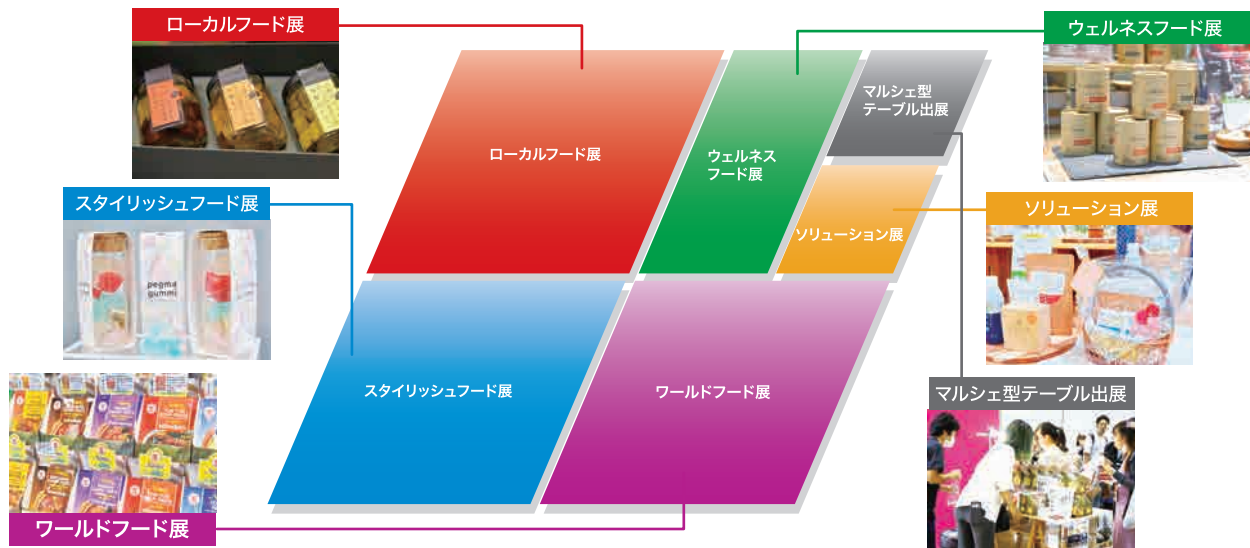 ローカルフード展
ウェルネスフード展
マルシェ型
テーブル出展
ローカルフード展
ウェルネス
フード展
スタイリッシュフード展
ソリューション展
ソリューション展
pegma
gummi
スタイリッシュフード展
ワールドフード展
マルシェ型テーブル出展
ワールドフード展